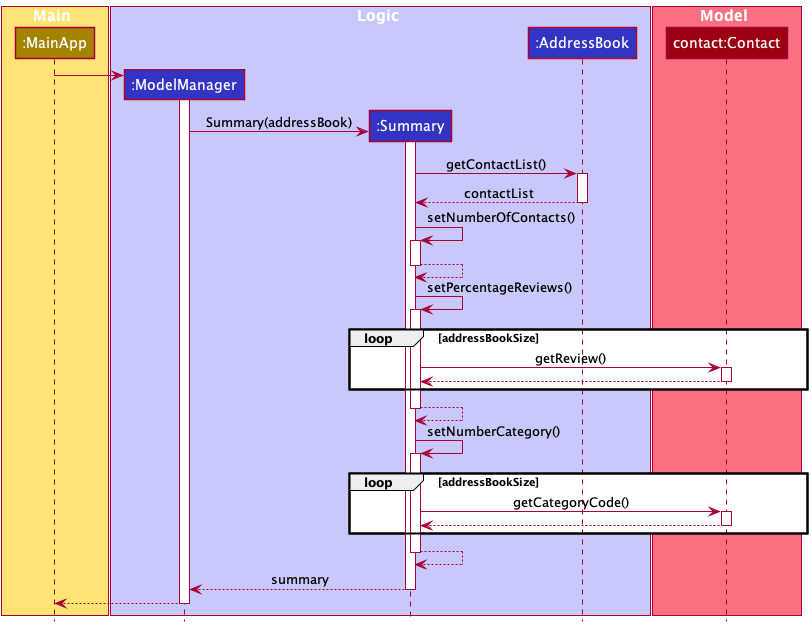 Main
Logic
Model
:MainApp
:AddressBook
contact:Contact
:ModelManager
Summary(addressBook)
:Summary
getContactList()
contactList
setNumberOfContacts()
setPercentageReviews()
loop [addressBookSize]
getReview()
setNumberCategory()
loop [addressBookSize]
getCategoryCode()
summary